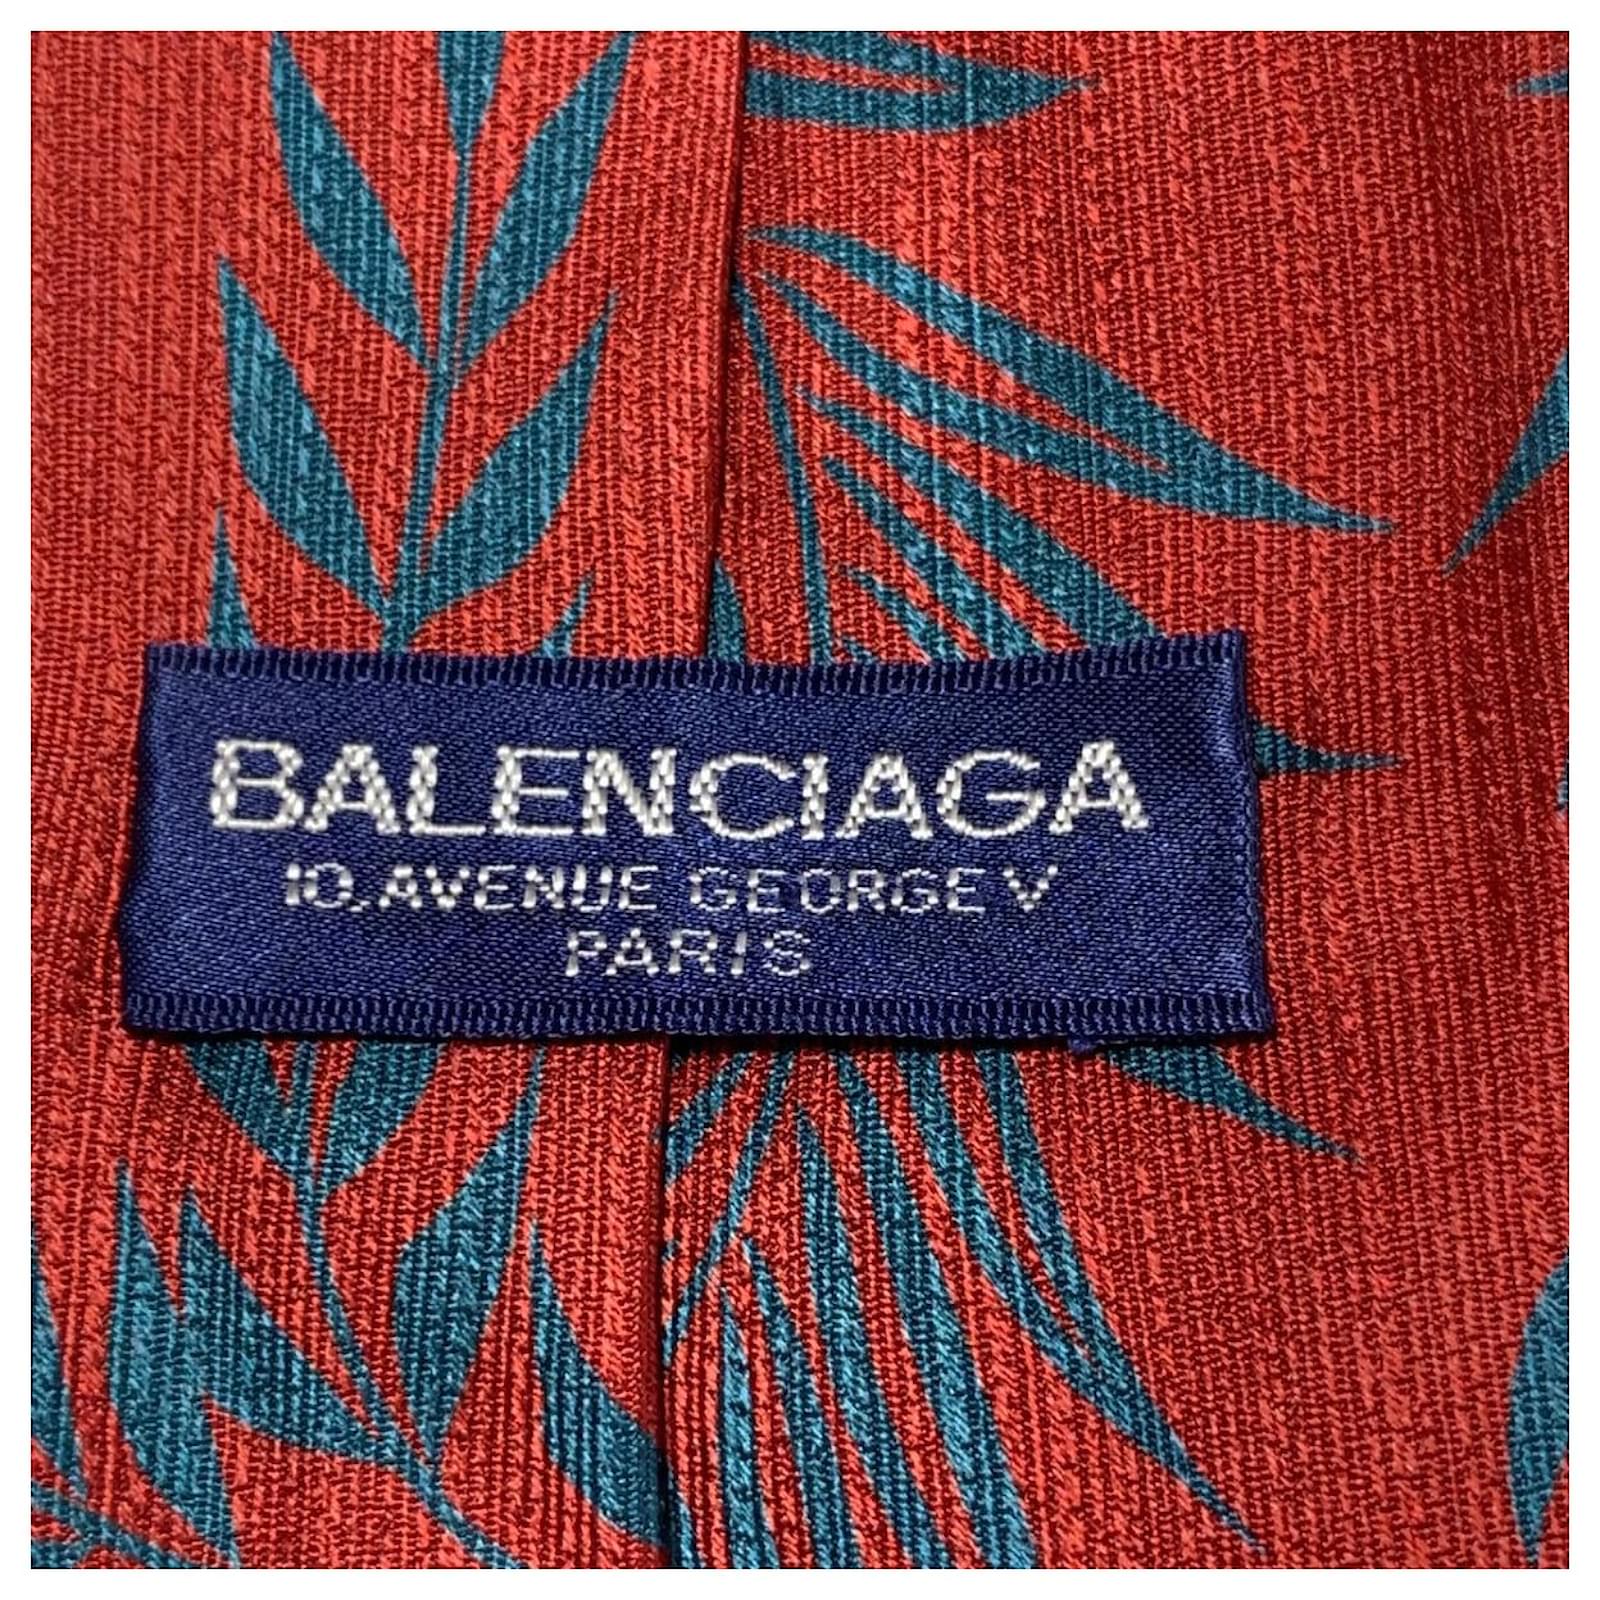 BALENCIAGA
10, AVENUE GEORGE V
PARIS